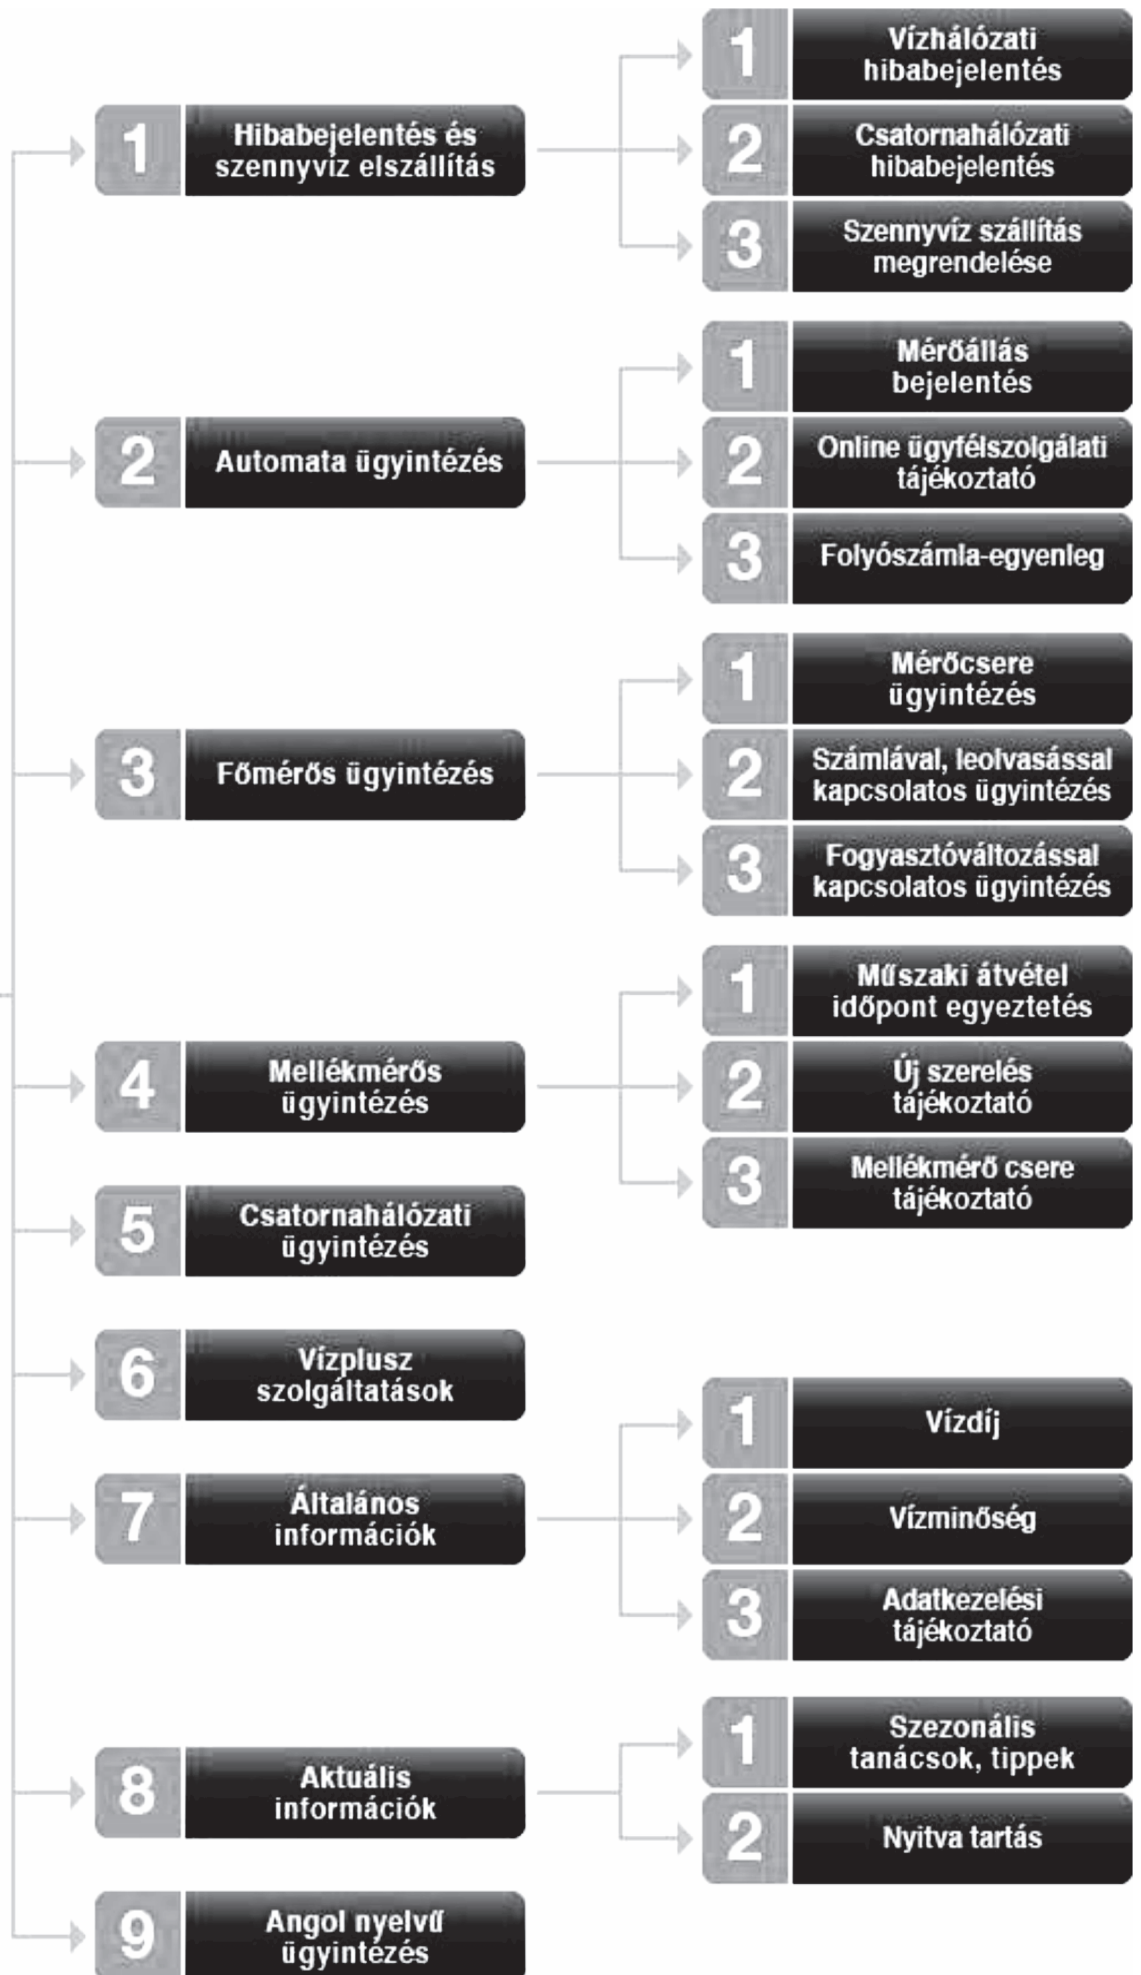 1
Hibabejelentés és
szennyvíz elszállítás
1
Vízhálózati
hibabejelentés
2
Csatornahálózati
hibabejelentés
3
Szennyvíz szállítás
megrendelése
2
Automata ügyintézés
1
Mérőállás
bejelentés
2
Online ügyfélszolgálati
tájékoztató
3
Folyószámla-egyenleg
3
Főmérős ügyintézés
1
Mérőcsere
ügyintézés
2
Számlával, leolvasással
kapcsolatos ügyintézés
3
Fogyasztóváltozással
kapcsolatos ügyintézés
4
Mellékmérős
ügyintézés
1
Műszaki átvétel
időpont egyeztetés
2
Új szerelés
tájékoztató
3
Mellékmérő csere
tájékoztató
5
Csatornahálózati
ügyintézés
6
Vízplusz
szolgáltatások
7
Általános
információk
1
Vízdíj
2
Vízminőség
3
Adatkezelési
tájékoztató
8
Aktuális
információk
1
Szezonális
tanácsok, tippek
2
Nyitva tartás
9
Angol nyelvű
ügyintézés